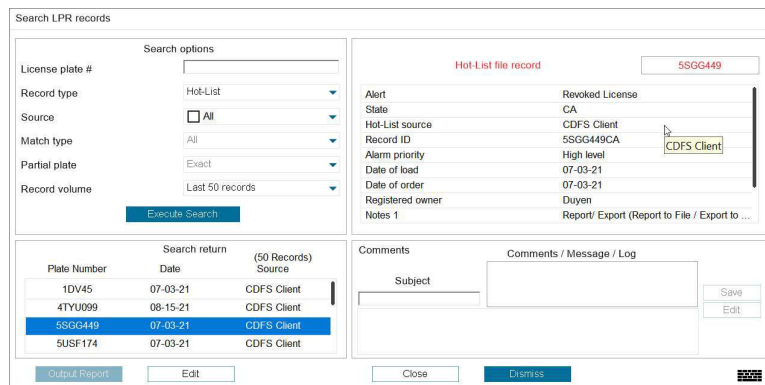 Search LPR records
Search options
License plate #
Record type Hot-List
Source All
Match type All
Partial plate Exact
Record volume Last 50 records
Execute Search
Hot-List file record 5SGG449
Alert Revoked License
State CA
Hot-List source CDFS Client
Record ID 5SGG449CA
CDFS Client
Alarm priority High level
Date of load 07-03-21
Date of order 07-03-21
Registered owner Duyen
Notes 1 Report/ Export (Report to File / Export to ...
Search return (50 Records)
Plate Number Date Source
1DV45 07-03-21 CDFS Client
4TYU099 08-15-21 CDFS Client
5SGG449 07-03-21 CDFS Client
5USF174 07-03-21 CDFS Client
Comments Comments / Message / Log
Subject
Save
Edit
Output Report Edit Close Dismiss